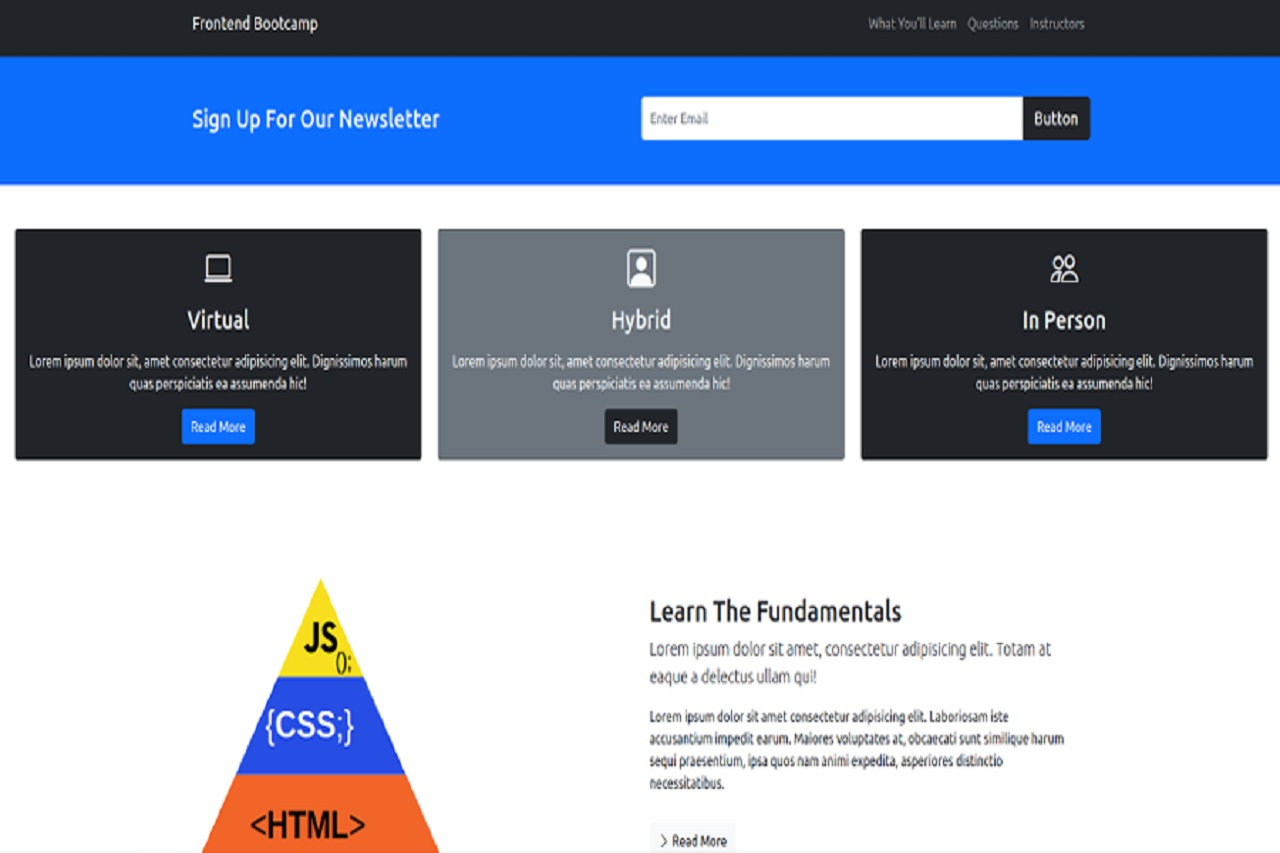 Frontend Bootcamp
What You'll Learn Questions Instructors
Sign Up For Our Newsletter
Enter Email
Button
Virtual
Lorem ipsum dolor sit, amet consectetur adipisicing elit. Dignissimos harum
quas perspiciatis ea assumenda hic!
Read More
Hybrid
Lorem ipsum dolor sit, amet consectetur adipisicing elit. Dignissimos harum
quas perspiciatis ea assumenda hic!
Read More
In Person
Lorem ipsum dolor sit, amet consectetur adipisicing elit. Dignissimos harum
quas perspiciatis ea assumenda hic!
Read More
JS
();
{CSS;}
<HTML>
Learn The Fundamentals
Lorem ipsum dolor sit amet, consectetur adipisicing elit. Totam at
eaque a delectus ullam qui!
Lorem ipsum dolor sit amet consectetur adipisicing elit. Laboriosam iste
accusantium impedit earum. Maiores voluptates at, obcaecati sunt similique harum
sequi praesentium, ipsa quos nam animi expedita, asperiores distinctio
necessitatibus.
> Read More